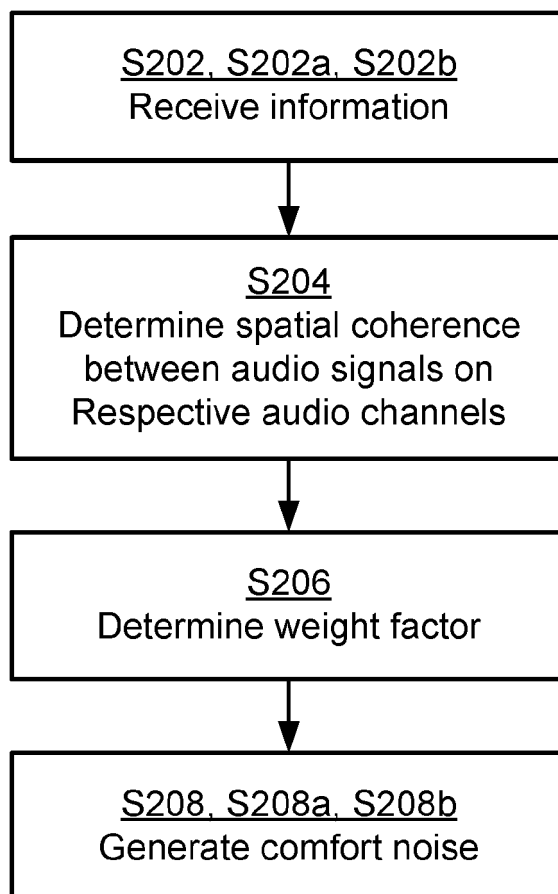 S202, S202a, S202b
Receive information
S204
Determine spatial coherence
between audio signals on
Respective audio channels
S206
Determine weight factor
S208, S208a, S208b
Generate comfort noise